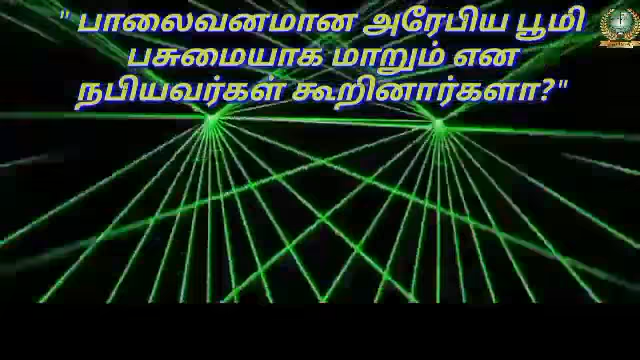 " பாலைவனமான அரேபிய பூமி
பசுமையாக மாறும் என
நபியவர்கள் கூறினார்களா?"